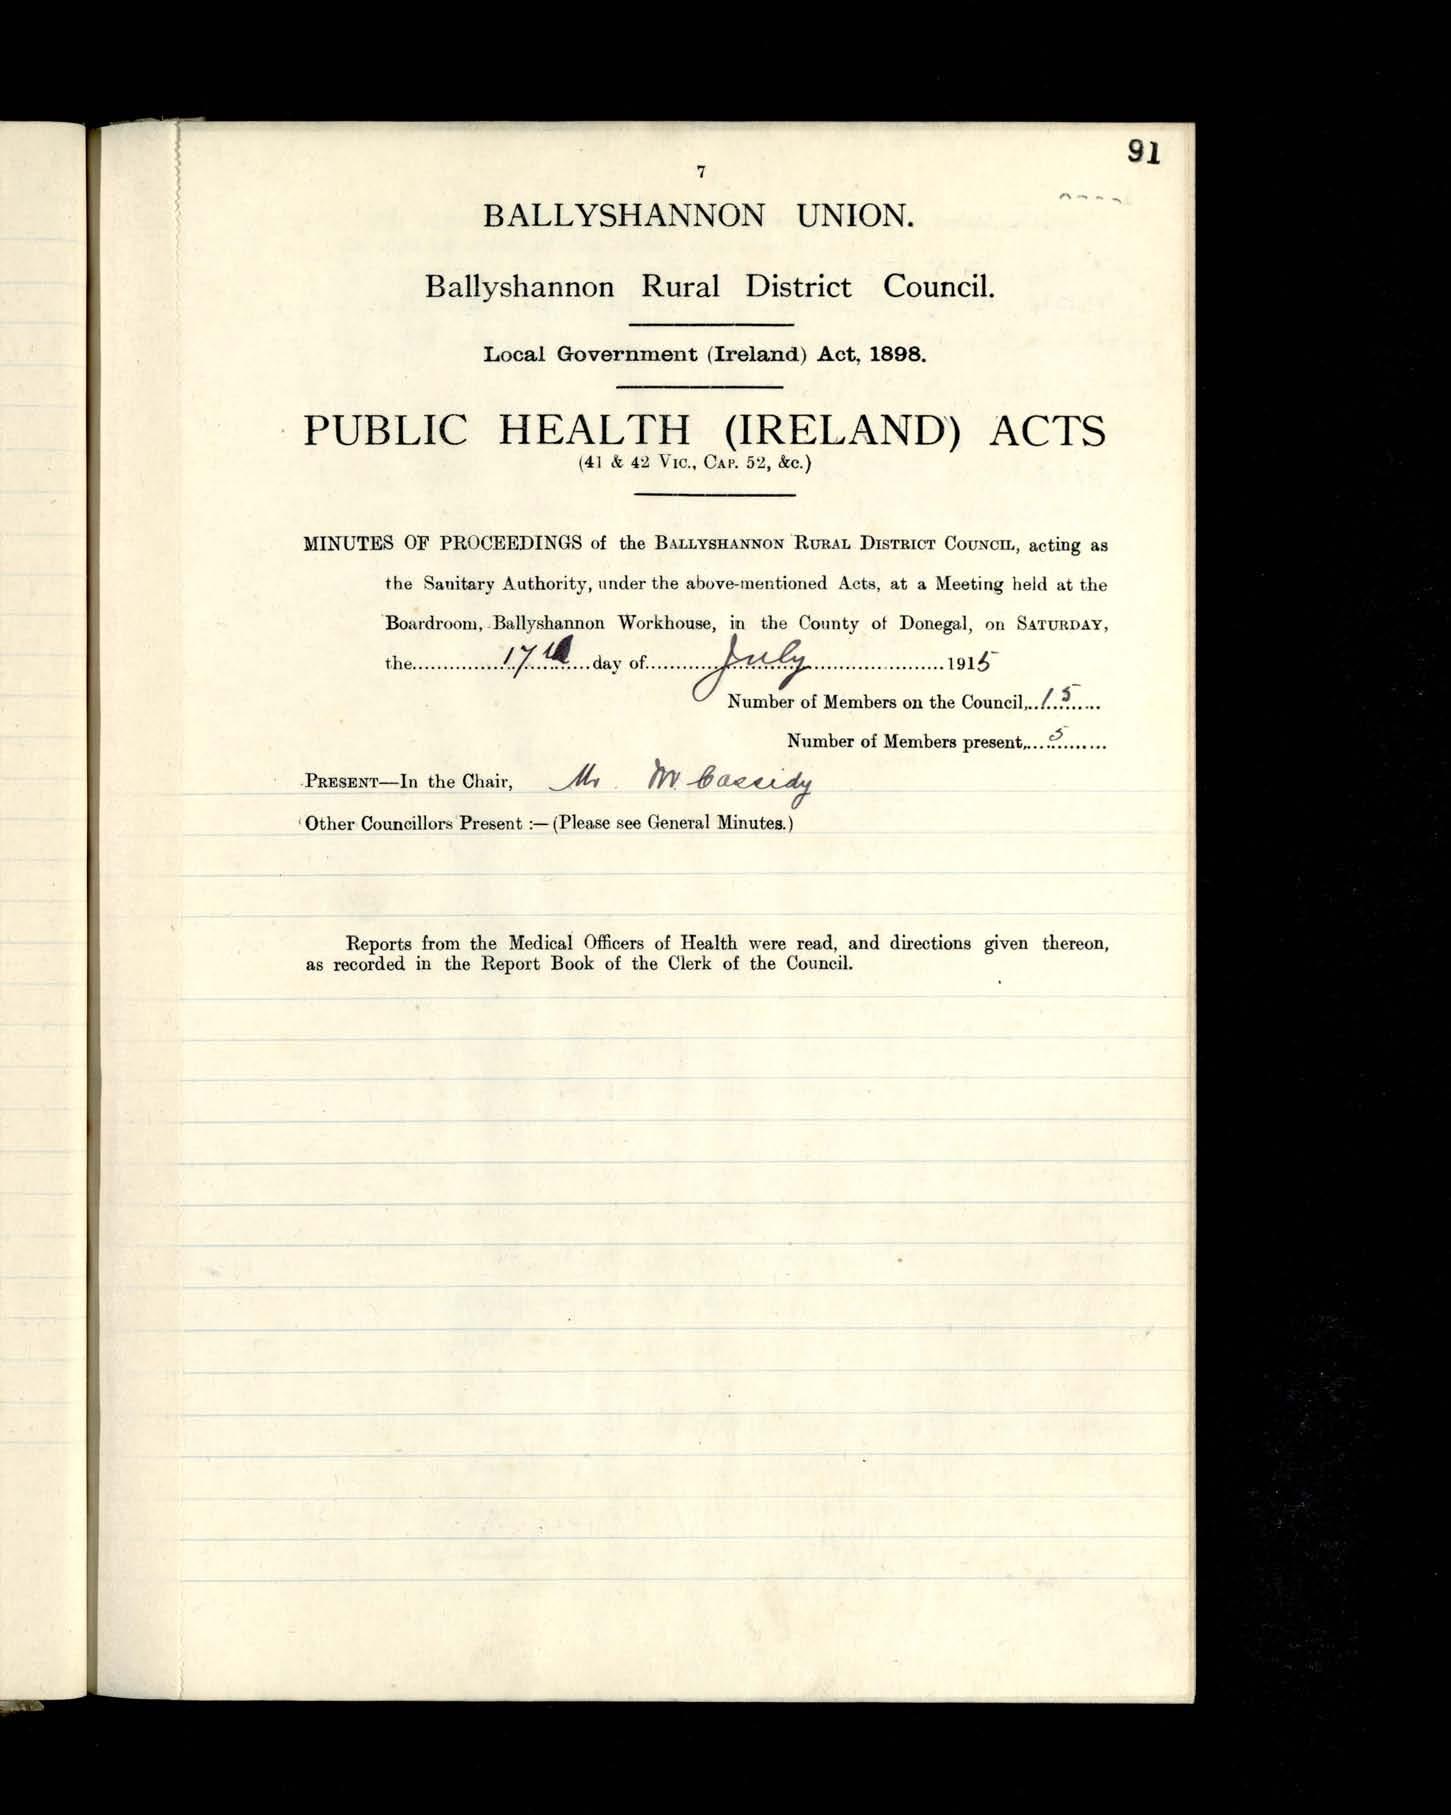 91
7
BALLYSHANNON UNION.
Ballyshannon Rural District Council.
Local Government (Ireland) Act, 1898.
PUBLIC HEALTH (IRELAND) ACTS
(41 & 42 VIC., CAP. 52, &c.)
MINUTES OF PROCEEDINGS of the BALLYSHANNON RURAL DISTRICT COUNCIL, acting as
the Sanitary Authority, under the above-mentioned Acts, at a Meeting held at the
Boardroom, Ballyshannon Workhouse, in the County of Donegal, on SATURDAY,
the 17th day of July 1915
Number of Members on the Council, 15
Number of Members present, 5
PRESENT—In the Chair, Mr M. Cassidy
Other Councillors Present :—(Please see General Minutes.)
Reports from the Medical Officers of Health were read, and directions given thereon,
as recorded in the Report Book of the Clerk of the Council.